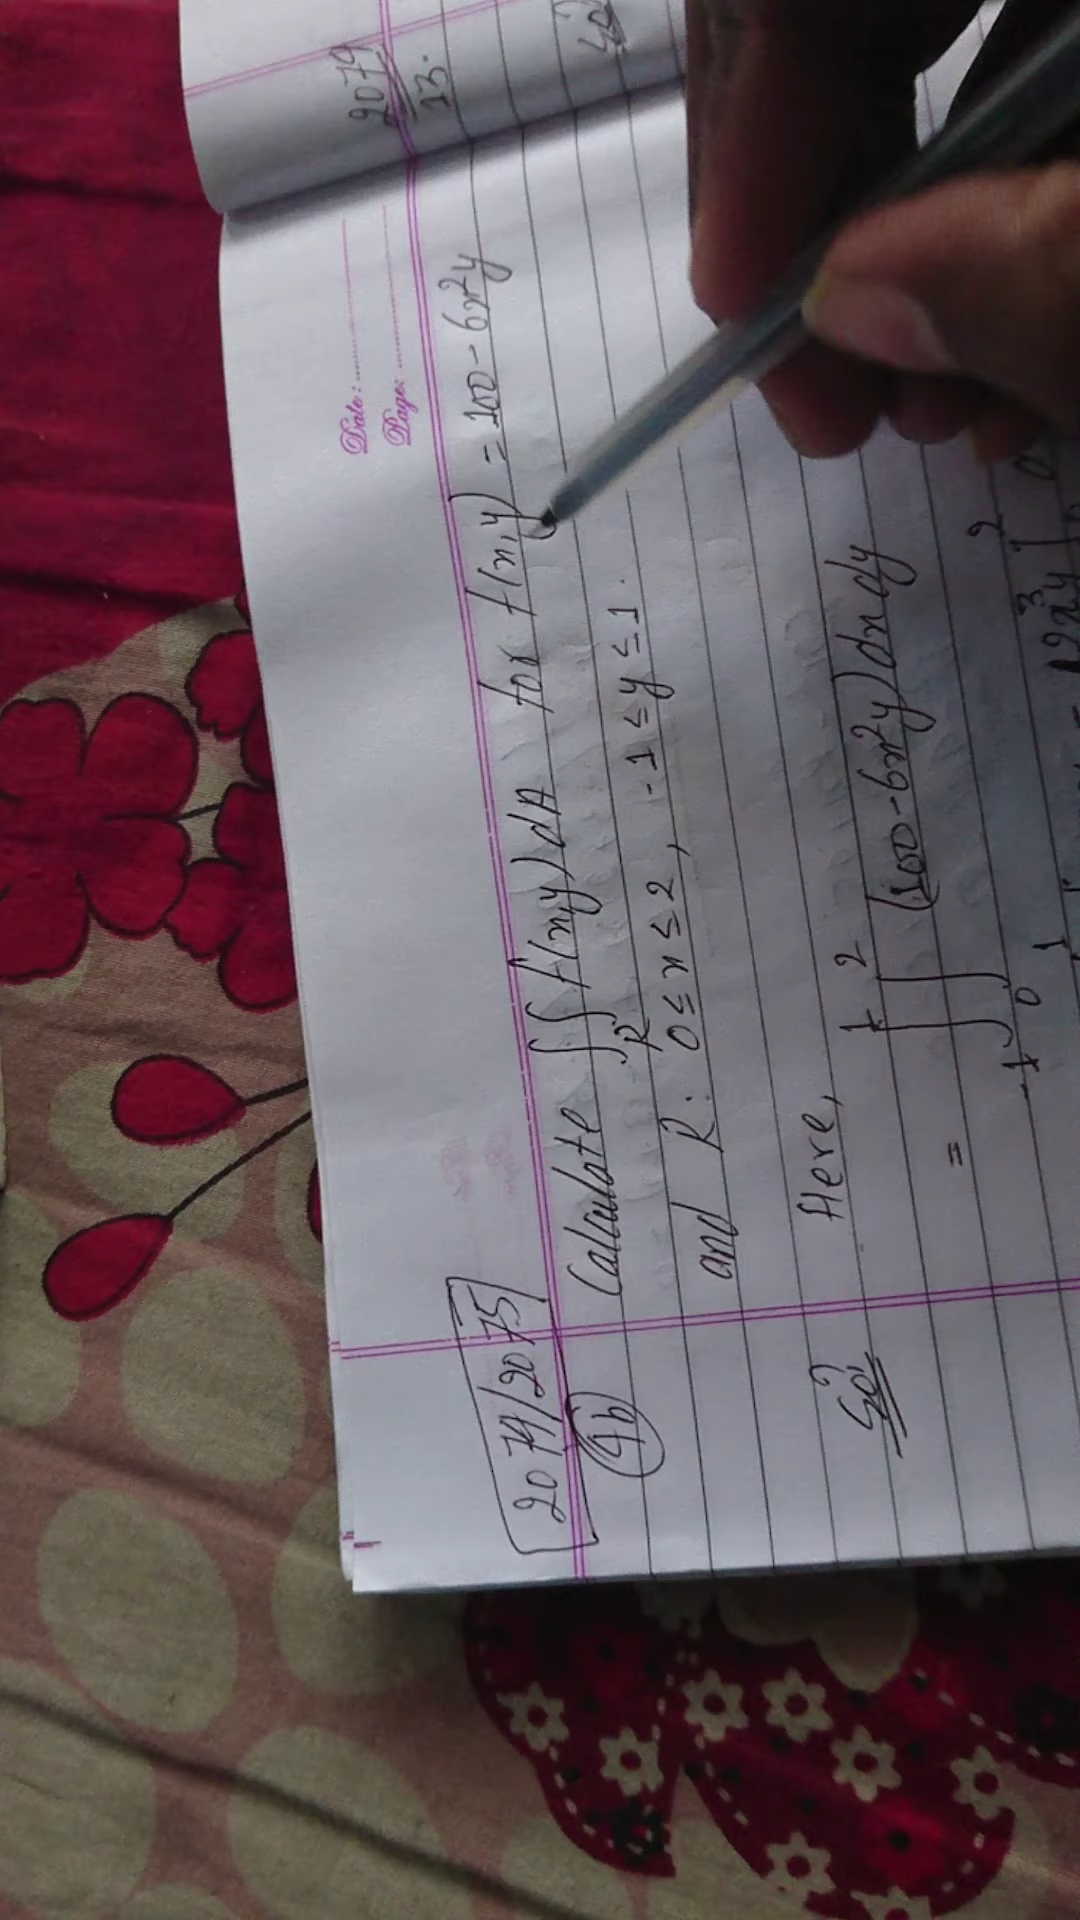 2079
13.
Date:
Page:
2074/2075
4b) Calculate ∬ f(x,y) dA for f(x,y) = 100 - 6x²y
R
and R: 0 ≤ x ≤ 2, -1 ≤ y ≤ 1.
Solⁿ Here,
1 2
= ∫∫ (100 - 6x²y) dx dy
-1 0